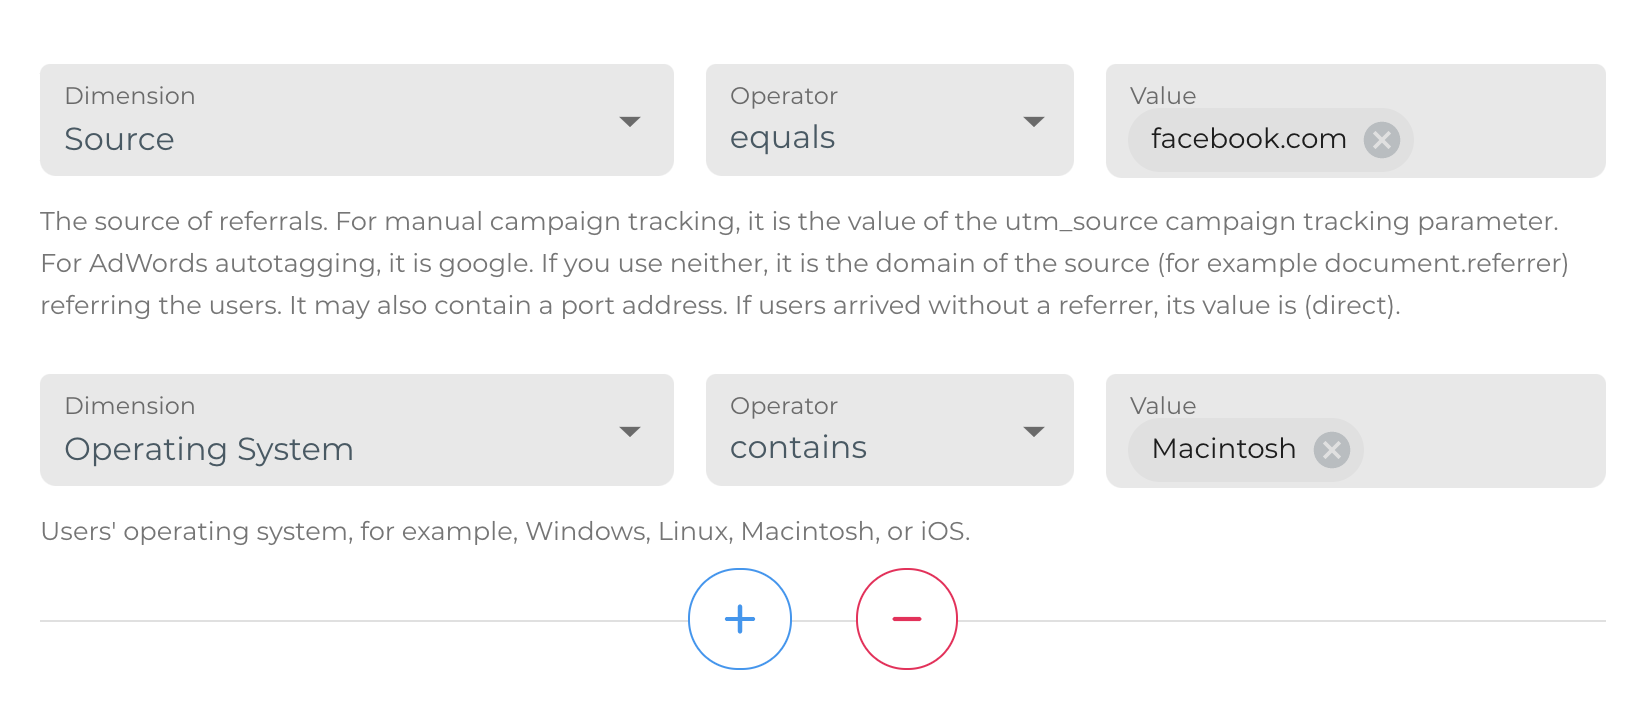 Dimension
Source
Operator
equals
Value
facebook.com
The source of referrals. For manual campaign tracking, it is the value of the utm_source campaign tracking parameter.
For AdWords autotagging, it is google. If you use neither, it is the domain of the source (for example document.referrer)
referring the users. It may also contain a port address. If users arrived without a referrer, its value is (direct).
Dimension
Operating System
Operator
contains
Value
Macintosh
Users' operating system, for example, Windows, Linux, Macintosh, or iOS.